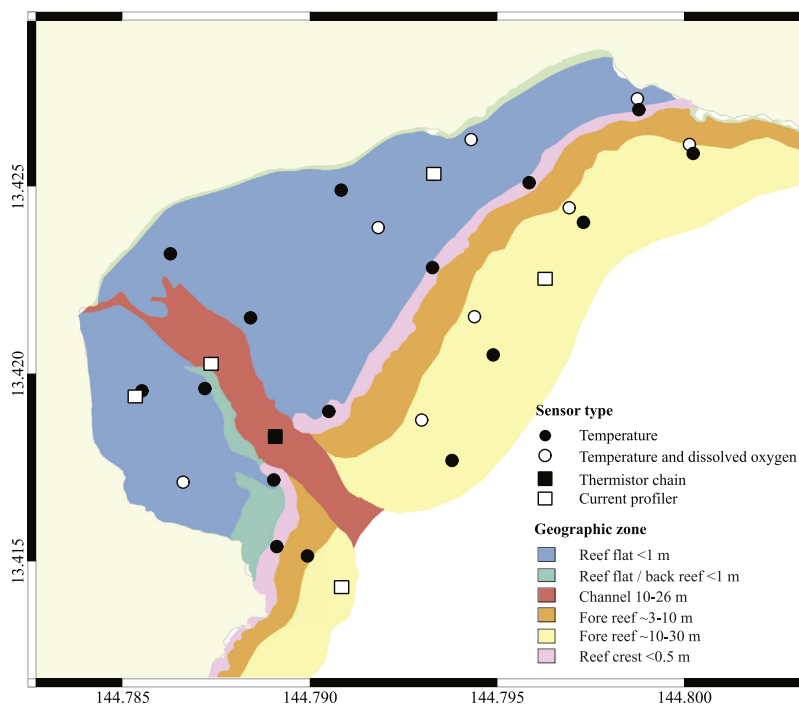 13.425
13.420
13.415
Sensor type
Temperature
Temperature and dissolved oxygen
Thermistor chain
Current profiler
Geographic zone
Reef flat <1 m
Reef flat / back reef <1 m
Channel 10-26 m
Fore reef ~3-10 m
Fore reef ~10-30 m
Reef crest <0.5 m
144.785
144.790
144.795
144.800